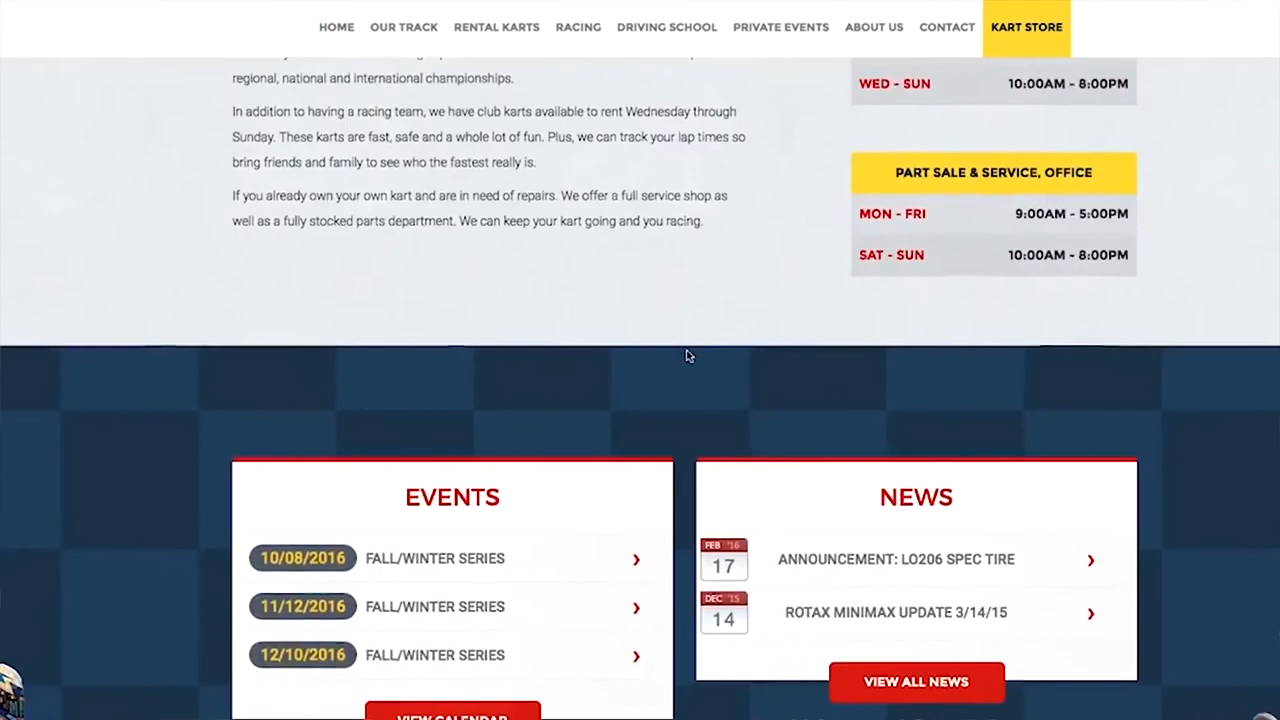 HOME OUR TRACK RENTAL KARTS RACING DRIVING SCHOOL PRIVATE EVENTS ABOUT US CONTACT KART STORE
regional, national and international championships.
In addition to having a racing team, we have club karts available to rent Wednesday through
Sunday. These karts are fast, safe and a whole lot of fun. Plus, we can track your lap times so
bring friends and family to see who the fastest really is.
If you already own your own kart and are in need of repairs. We offer a full service shop as
well as a fully stocked parts department. We can keep your kart going and you racing.
WED - SUN 10:00AM - 8:00PM
PART SALE & SERVICE, OFFICE
MON - FRI 9:00AM - 5:00PM
SAT - SUN 10:00AM - 8:00PM
EVENTS
10/08/2016 FALL/WINTER SERIES
11/12/2016 FALL/WINTER SERIES
12/10/2016 FALL/WINTER SERIES
VIEW CALENDAR
NEWS
FEB '16
17 ANNOUNCEMENT: LO206 SPEC TIRE
DEC '15
14 ROTAX MINIMAX UPDATE 3/14/15
VIEW ALL NEWS